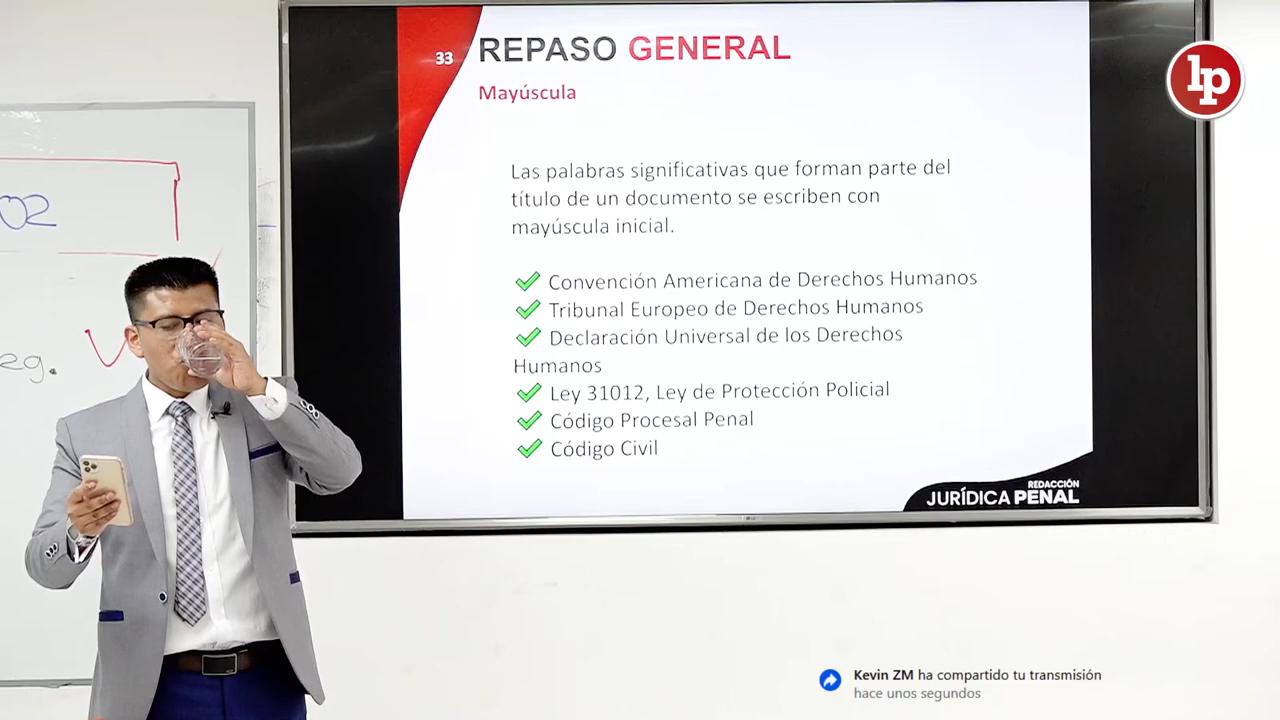 33
REPASO GENERAL
Mayúscula
lp
Las palabras significativas que forman parte del
título de un documento se escriben con
mayúscula inicial.
Convención Americana de Derechos Humanos
Tribunal Europeo de Derechos Humanos
Declaración Universal de los Derechos
Humanos
Ley 31012, Ley de Protección Policial
Código Procesal Penal
Código Civil
REDACCIÓN
JURÍDICA PENAL
02
eg.
Kevin ZM ha compartido tu transmisión
hace unos segundos